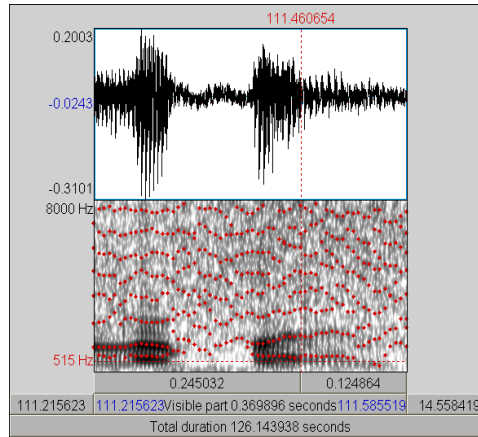 111.460654
0.2003
-0.0243
-0.3101
8000 Hz
515 Hz
0.245032 0.124864
111.215623 111.215623 Visible part 0.369896 seconds 111.585519 14.558419
Total duration 126.143938 seconds